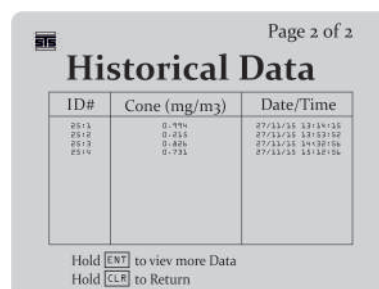 Page 2 of 2
STS
Historical Data
ID# Conc (mg/m3) Date/Time
25:1 0.994 27/11/15 13:14:15
25:2 0.215 27/11/15 13:53:52
25:3 0.826 27/11/15 14:32:56
25:4 0.731 27/11/15 15:12:56
Hold ENT to viev more Data
Hold CLR to Return